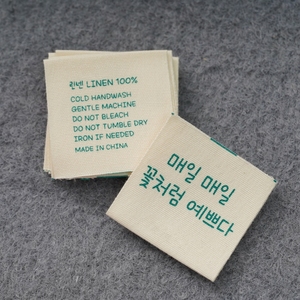 린넨 LINEN 100%
COLD HANDWASH
GENTLE MACHINE
DO NOT BLEACH
DO NOT TUMBLE DRY
IRON IF NEEDED
MADE IN CHINA
매일 매일
꽃처럼 예쁘다